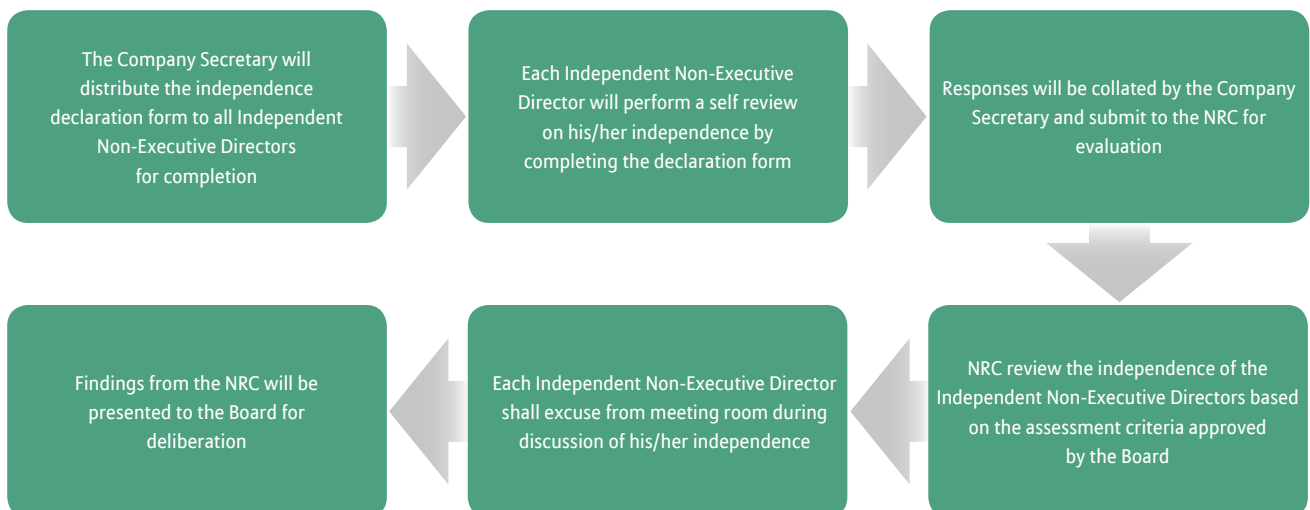 The Company Secretary will
distribute the independence
declaration form to all Independent
Non-Executive Directors
for completion
Each Independent Non-Executive
Director will perform a self review
on his/her independence by
completing the declaration form
Responses will be collated by the Company
Secretary and submit to the NRC for
evaluation
NRC review the independence of the
Independent Non-Executive Directors based
on the assessment criteria approved
by the Board
Each Independent Non-Executive Director
shall excuse from meeting room during
discussion of his/her independence
Findings from the NRC will be
presented to the Board for
deliberation